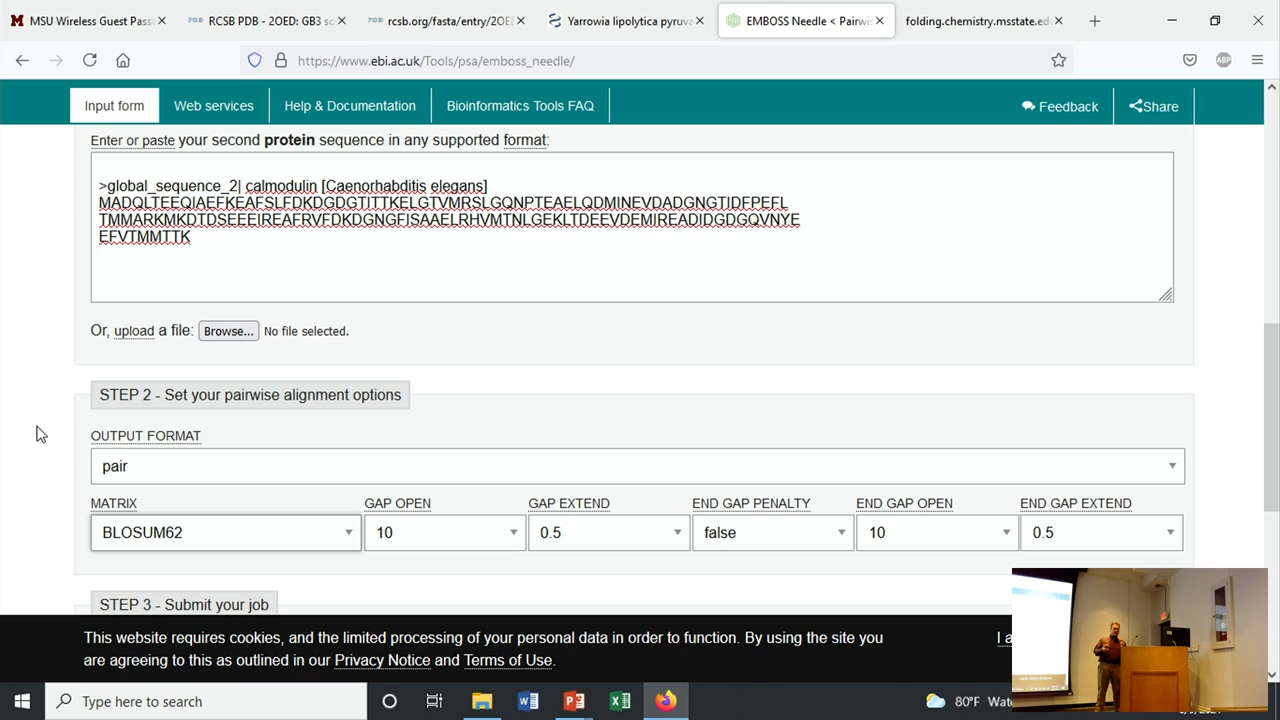 MSU Wireless Guest Pass
RCSB PDB - 2OED: GB3 so
rcsb.org/fasta/entry/2OE
Yarrowia lipolytica pyruva
EMBOSS Needle < Pairwis
folding.chemistry.msstate.ed
https://www.ebi.ac.uk/Tools/psa/emboss_needle/
ABP
Input form
Web services
Help & Documentation
Bioinformatics Tools FAQ
Feedback
Share
Enter or paste your second protein sequence in any supported format:
>global_sequence_2| calmodulin [Caenorhabditis elegans]
MADQLTEEQIAEFKEAFSLFDKDGDGTITTKELGTVMRSLGQNPTEAELQDMINEVDADGNGTIDFPEFL
TMMARKMKDTDSEEEIREAFRVFDKDGNGFISAAELRHVMTNLGEKLTDEEVDEMIREADIDGDGQVNYE
EFVTMMTTK
Or, upload a file: Browse... No file selected.
STEP 2 - Set your pairwise alignment options
OUTPUT FORMAT
pair
MATRIX
GAP OPEN
GAP EXTEND
END GAP PENALTY
END GAP OPEN
END GAP EXTEND
BLOSUM62
10
0.5
false
10
0.5
STEP 3 - Submit your job
This website requires cookies, and the limited processing of your personal data in order to function. By using the site you
are agreeing to this as outlined in our Privacy Notice and Terms of Use.
I a
Type here to search
80°F Wat